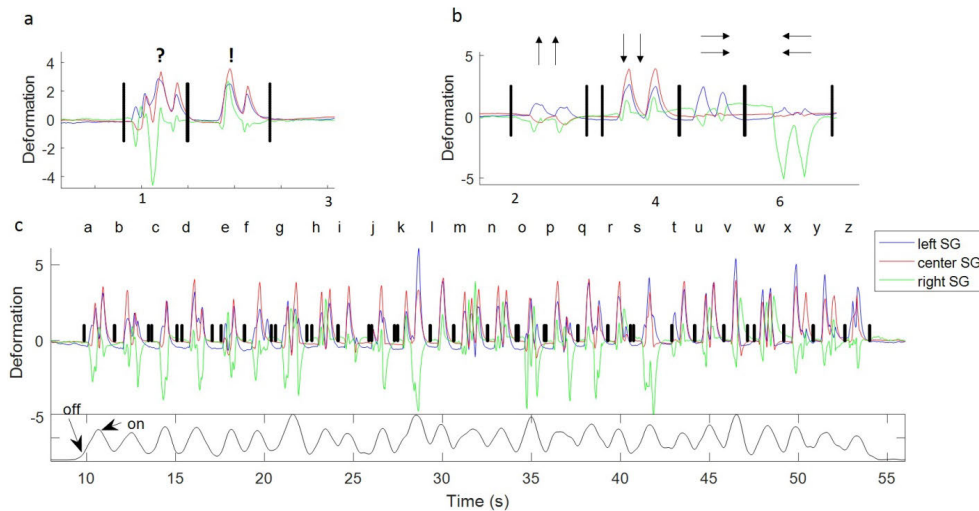 a
? !
Deformation
4
2
0
-2
-4
1 3
b
Deformation
5
0
-5
2 4 6
c
a b c d e f g h i j k l m n o p q r s t u v w x y z
left SG
center SG
right SG
Deformation
5
0
-5
off
on
10 15 20 25 30 35 40 45 50 55
Time (s)